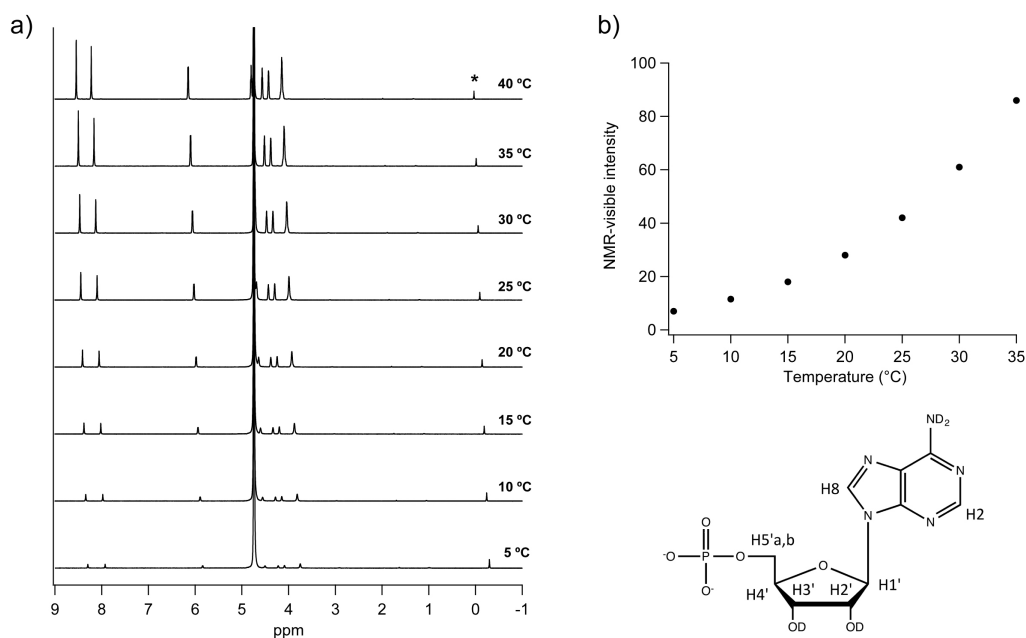 a)
*
40 ºC
35 ºC
30 ºC
25 ºC
20 ºC
15 ºC
10 ºC
5 ºC
9 8 7 6 5 4 3 2 1 0 -1
ppm
b)
NMR-visible intensity
100
80
60
40
20
0
5 10 15 20 25 30 35
Temperature (°C)
ND2
N
N
H8
H2
N
N
O
H5'a,b
-O P O
O
H1'
O-
H4' H3' H2'
OD OD